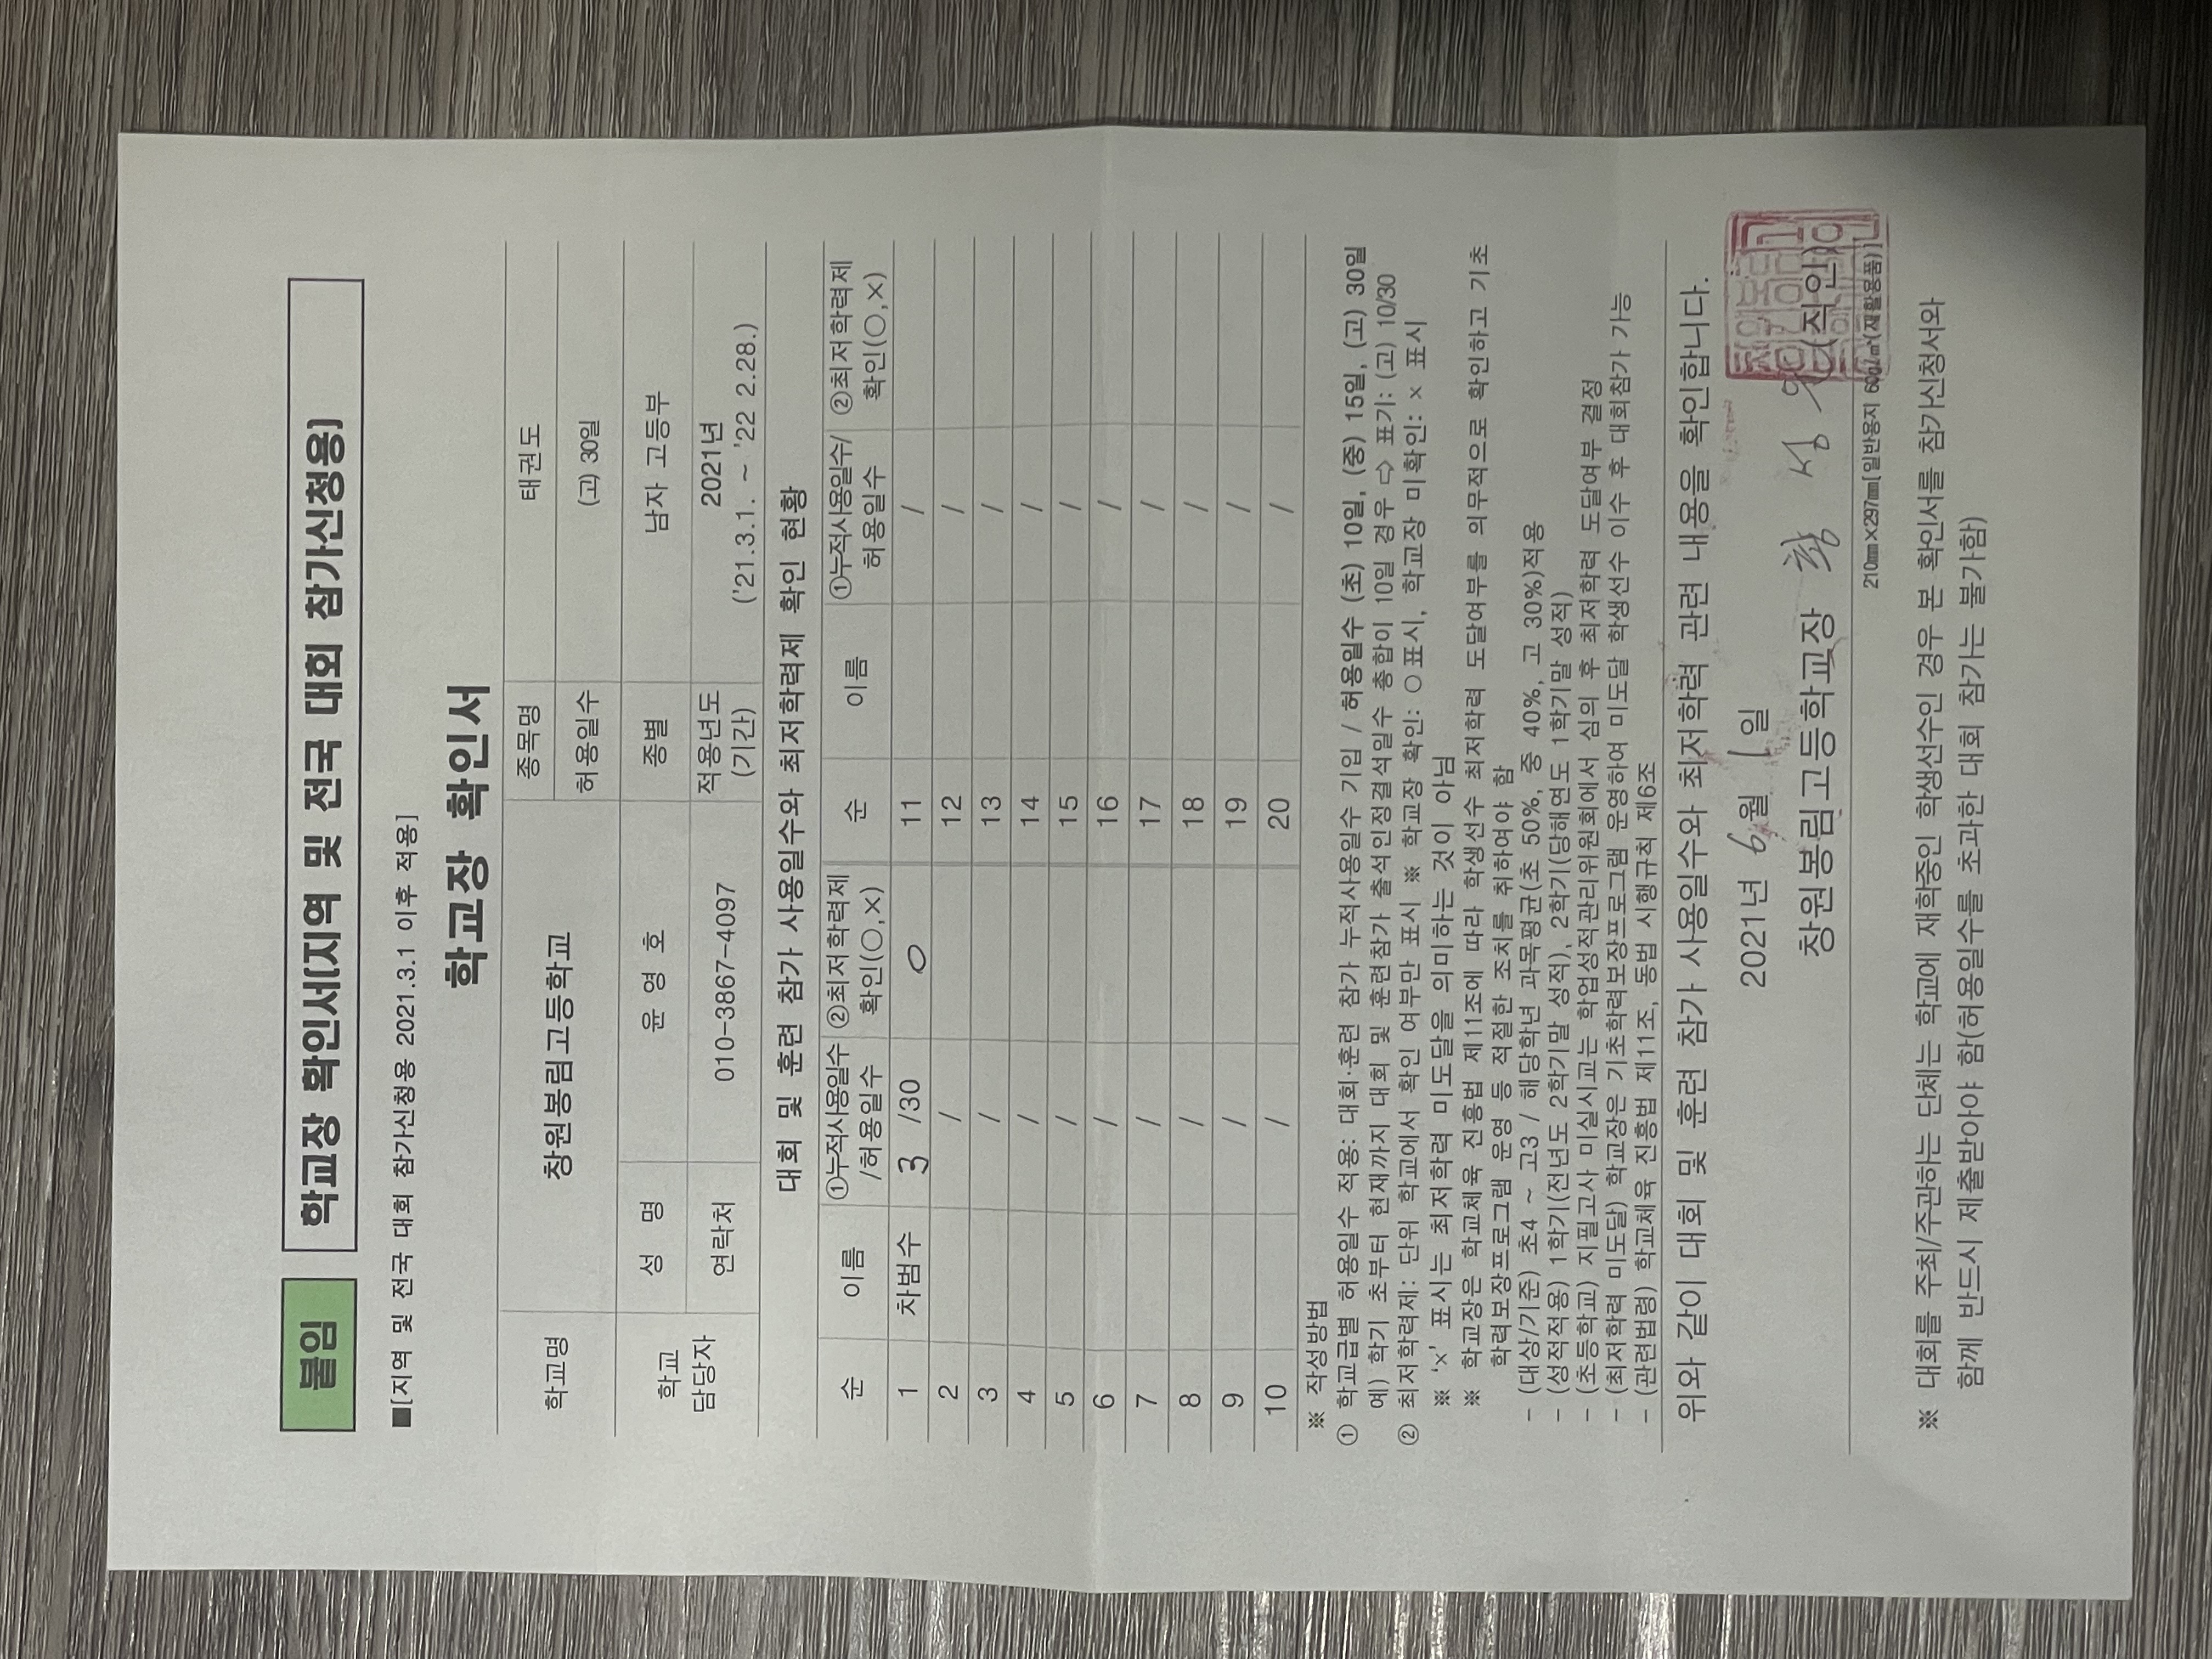 붙임
학교장 확인서[지역 및 전국 대회 참가신청용]
■[지역 및 전국 대회 참가신청용 2021.3.1 이후 적용]
학교장 확인서
학교명 창원봉림고등학교 종목명 태권도
허용일수 (고) 30일
학교 담당자 성 명 윤 영 호 종별 남자 고등부
연락처 010-3867-4097 적용년도 (기간) 2021년 ('21.3.1. ~ '22 2.28.)
대회 및 훈련 참가 사용일수와 최저학력제 확인 현황
순 이름 ①누적사용일수/허용일수 ②최저학력제 확인(○,×) 순 이름 ①누적사용일수/허용일수 ②최저학력제 확인(○,×)
1 차범수 3 /30 ○ 11 /
2 / 12 /
3 / 13 /
4 / 14 /
5 / 15 /
6 / 16 /
7 / 17 /
8 / 18 /
9 / 19 /
10 / 20 /
※ 작성방법
① 학교급별 허용일수 적용: 대회·훈련 참가 누적사용일수 기입 / 허용일수 (초) 10일, (중) 15일, (고) 30일
예) 학기 초부터 현재까지 대회 및 훈련참가 출석인정결석일수 총합이 10일 경우 ⇨ 표기: (고) 10/30
② 최저학력제: 단위 학교에서 확인 여부만 표시 ※ 학교장 확인: ○ 표시, 학교장 미확인: × 표시
※ '×' 표시는 최저학력 미도달을 의미하는 것이 아님
※ 학교장은 학교체육 진흥법 제11조에 따라 학생선수 최저학력 도달여부를 의무적으로 확인하고 기초
학력보장프로그램 운영 등 적절한 조치를 취하여야 함
- (대상/기준) 초4 ~ 고3 / 해당학년 과목평균(초 50%, 중 40%, 고 30%)적용
- (성적적용) 1학기(전년도 2학기말 성적), 2학기(당해연도 1학기말 성적)
- (초등학교) 지필고사 미실시교는 학업성적관리위원회에서 심의 후 최저학력 도달여부 결정
- (최저학력 미도달) 학교장은 기초학력보장프로그램 운영하여 미도달 학생선수 이수 후 대회참가 가능
- (관련법령) 학교체육 진흥법 제11조, 동법 시행규칙 제6조
위와 같이 대회 및 훈련 참가 사용일수와 최저학력 관련 내용을 확인합니다.
2021년 6월 1일
창원봉림고등학교장 (직인)
210㎜×297㎜[일반용지 60g/㎡(재활용품)]
※ 대회를 주최/주관하는 단체는 학교에 재학중인 학생선수인 경우 본 확인서를 참가신청서와
함께 반드시 제출받아야 함(허용일수를 초과한 대회 참가는 불가함)